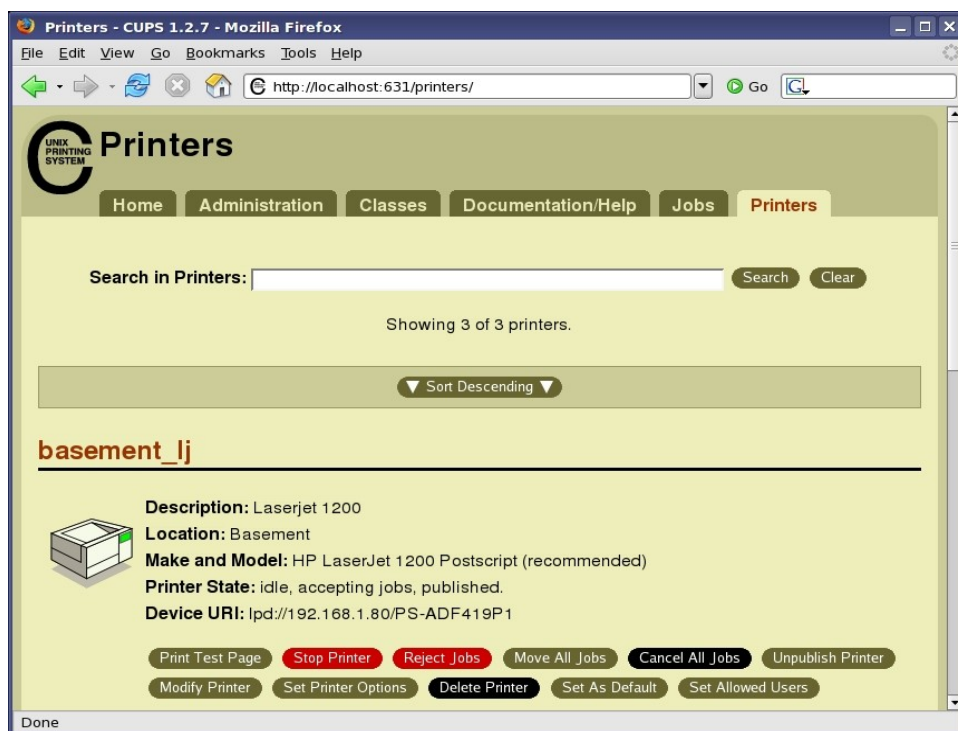 Printers - CUPS 1.2.7 - Mozilla Firefox
File Edit View Go Bookmarks Tools Help
http://localhost:631/printers/ Go G
UNIX
PRINTING
SYSTEM
Printers
Home Administration Classes Documentation/Help Jobs Printers
Search in Printers: Search Clear
Showing 3 of 3 printers.
▼ Sort Descending ▼
basement_lj
Description: Laserjet 1200
Location: Basement
Make and Model: HP LaserJet 1200 Postscript (recommended)
Printer State: idle, accepting jobs, published.
Device URI: lpd://192.168.1.80/PS-ADF419P1
Print Test Page Stop Printer Reject Jobs Move All Jobs Cancel All Jobs Unpublish Printer
Modify Printer Set Printer Options Delete Printer Set As Default Set Allowed Users
Done